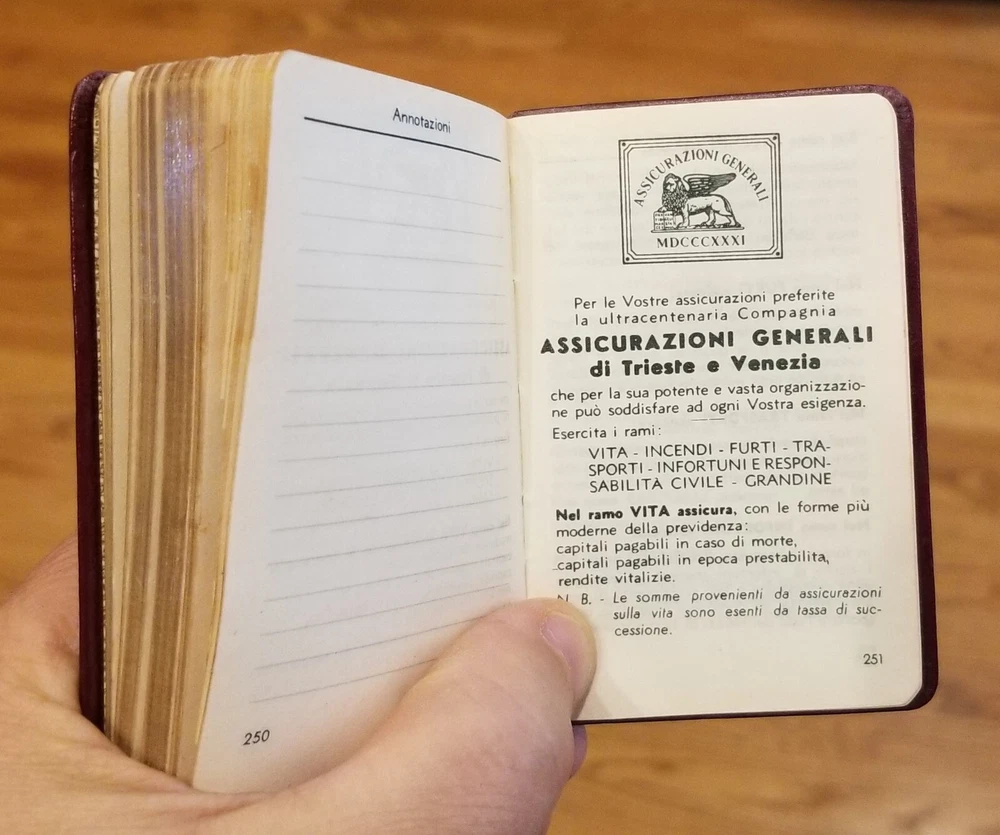 Annotazioni
250
ASSICURAZIONI GENERALI
MDCCCXXXI
Per le Vostre assicurazioni preferite
la ultracentenaria Compagnia
ASSICURAZIONI GENERALI
di Trieste e Venezia
che per la sua potente e vasta organizzazio-
ne può soddisfare ad ogni Vostra esigenza.
Esercita i rami:
VITA - INCENDI - FURTI - TRA-
SPORTI - INFORTUNI E RESPON-
SABILITÀ CIVILE - GRANDINE
Nel ramo VITA assicura, con le forme più
moderne della previdenza:
capitali pagabili in caso di morte,
capitali pagabili in epoca prestabilita,
rendite vitalizie.
N. B. - Le somme provenienti da assicurazioni
sulla vita sono esenti da tassa di suc-
cessione.
251